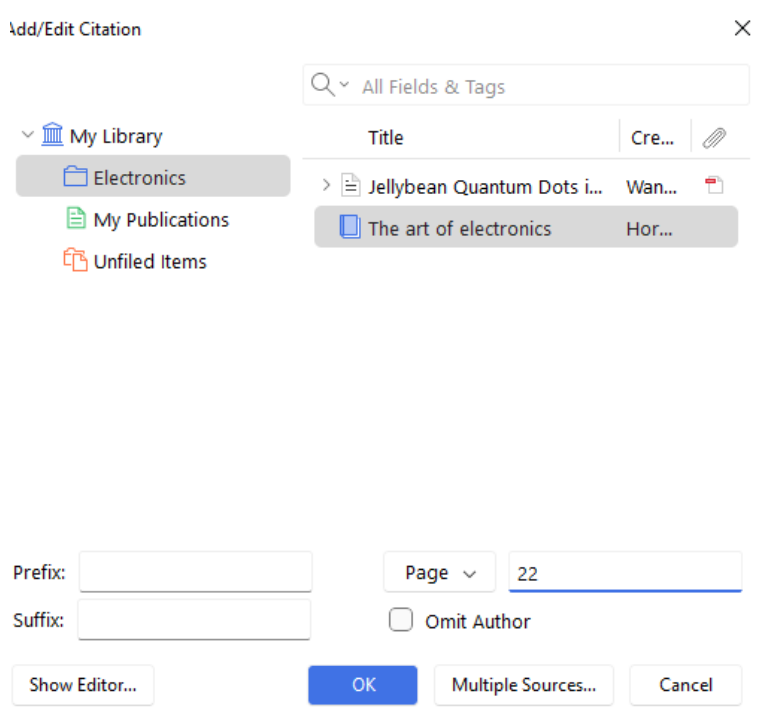 Add/Edit Citation
All Fields & Tags
My Library
Electronics
My Publications
Unfiled Items
Title Cre...
Jellybean Quantum Dots i... Wan...
The art of electronics Hor...
Prefix:
Page 22
Suffix:
Omit Author
Show Editor... OK Multiple Sources... Cancel